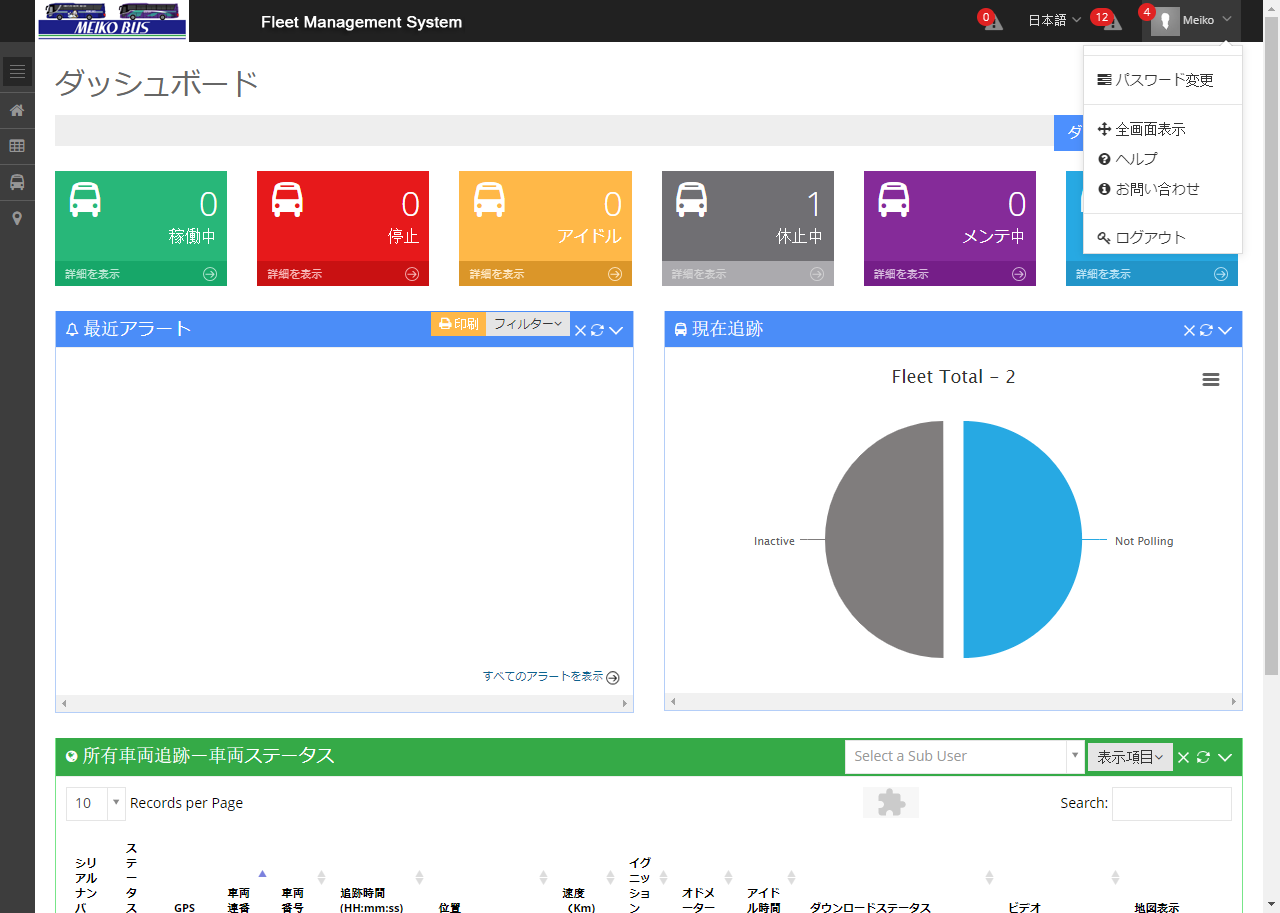 MEIKO BUS
Fleet Management System
0
日本語
12
4
Meiko
ダッシュボード
パスワード変更
全画面表示
ヘルプ
お問い合わせ
ログアウト
ダ
0
稼働中
詳細を表示
0
停止
詳細を表示
0
アイドル
詳細を表示
1
休止中
詳細を表示
0
メンテ中
詳細を表示
詳細を表示
最近アラート
印刷
フィルター
すべてのアラートを表示
現在追跡
Fleet Total - 2
Inactive
Not Polling
所有車両追跡ー車両ステータス
Select a Sub User
表示項目
10 Records per Page
Search:
シリアルナンバ
ステータス
GPS
車両連番
車両番号
追跡時間 (HH:mm:ss)
位置
速度 (Km)
イグニッション
オドメーター
アイドル時間
ダウンロードステータス
ビデオ
地図表示